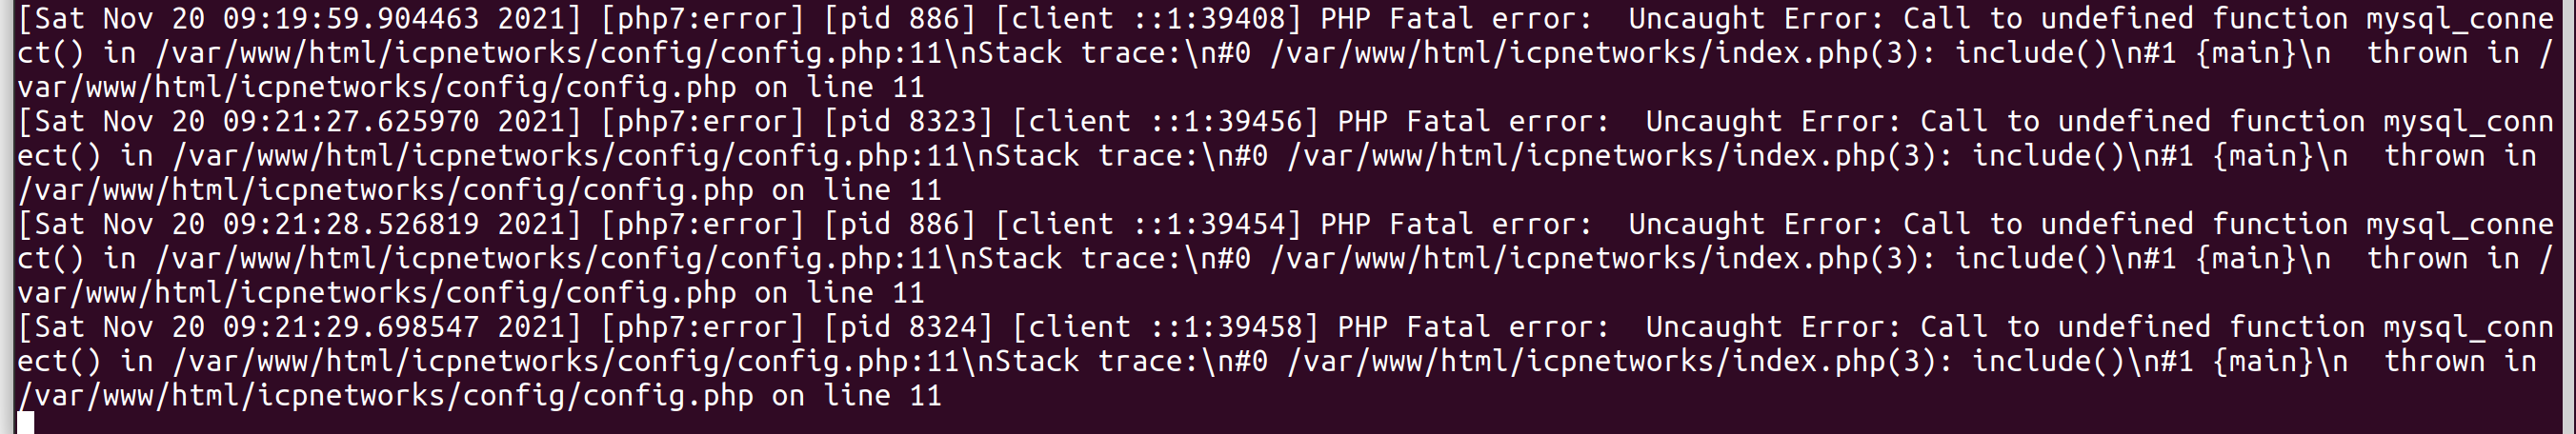 [Sat Nov 20 09:19:59.904463 2021] [php7:error] [pid 886] [client ::1:39408] PHP Fatal error:  Uncaught Error: Call to undefined function mysql_conne
ct() in /var/www/html/icpnetworks/config/config.php:11\nStack trace:\n#0 /var/www/html/icpnetworks/index.php(3): include()\n#1 {main}\n  thrown in /
var/www/html/icpnetworks/config/config.php on line 11
[Sat Nov 20 09:21:27.625970 2021] [php7:error] [pid 8323] [client ::1:39456] PHP Fatal error:  Uncaught Error: Call to undefined function mysql_conn
ect() in /var/www/html/icpnetworks/config/config.php:11\nStack trace:\n#0 /var/www/html/icpnetworks/index.php(3): include()\n#1 {main}\n  thrown in
/var/www/html/icpnetworks/config/config.php on line 11
[Sat Nov 20 09:21:28.526819 2021] [php7:error] [pid 886] [client ::1:39454] PHP Fatal error:  Uncaught Error: Call to undefined function mysql_conne
ct() in /var/www/html/icpnetworks/config/config.php:11\nStack trace:\n#0 /var/www/html/icpnetworks/index.php(3): include()\n#1 {main}\n  thrown in /
var/www/html/icpnetworks/config/config.php on line 11
[Sat Nov 20 09:21:29.698547 2021] [php7:error] [pid 8324] [client ::1:39458] PHP Fatal error:  Uncaught Error: Call to undefined function mysql_conn
ect() in /var/www/html/icpnetworks/config/config.php:11\nStack trace:\n#0 /var/www/html/icpnetworks/index.php(3): include()\n#1 {main}\n  thrown in
/var/www/html/icpnetworks/config/config.php on line 11